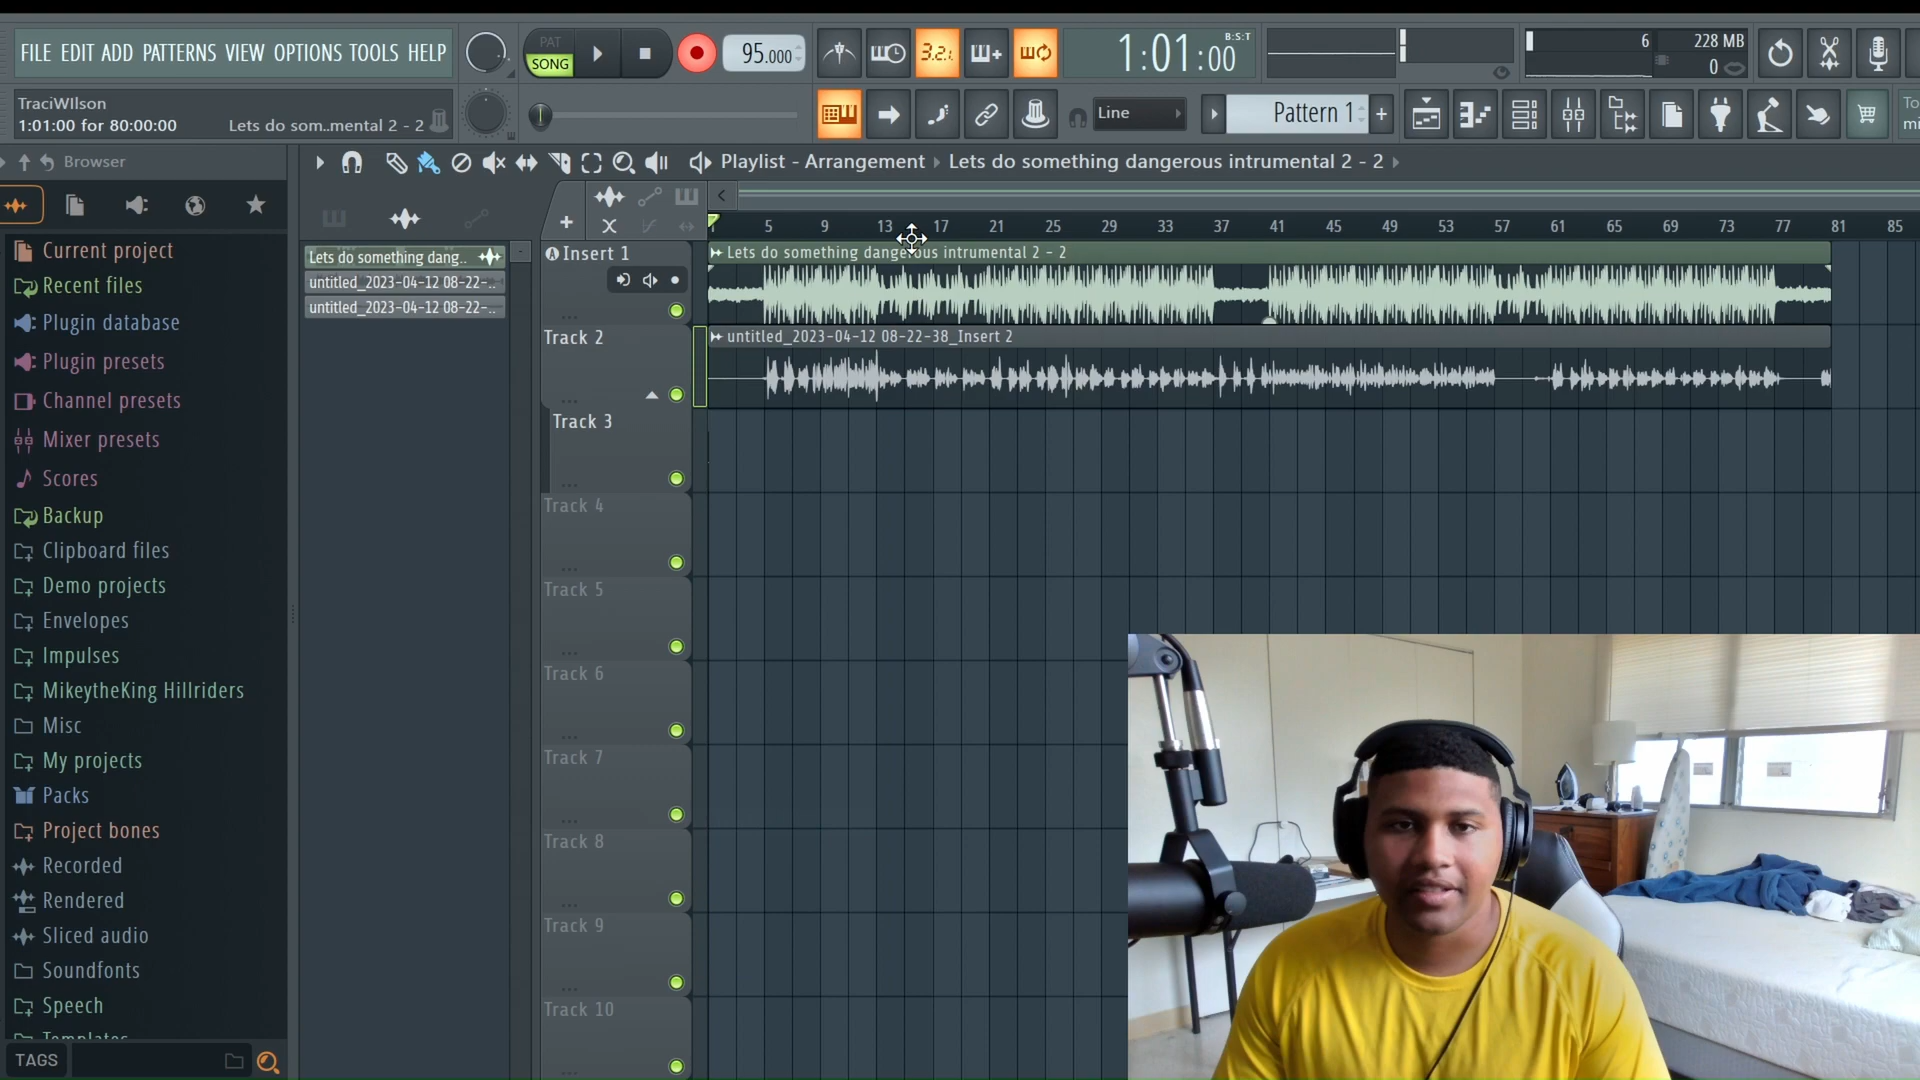 FILE EDIT ADD PATTERNS VIEW OPTIONS TOOLS HELP
PAT
SONG
95.000
3.2.
1:01:00
B:S:T
6
228 MB
0
TraciWIlson
1:01:00 for 80:00:00
Lets do som..mental 2 - 2
Line
Pattern 1
To
mi
Browser
Playlist - Arrangement
Lets do something dangerous intrumental 2 - 2
5 9 13 17 21 25 29 33 37 41 45 49 53 57 61 65 69 73 77 81 85
Current project
Recent files
Plugin database
Plugin presets
Channel presets
Mixer presets
Scores
Backup
Clipboard files
Demo projects
Envelopes
Impulses
MikeytheKing Hillriders
Misc
My projects
Packs
Project bones
Recorded
Rendered
Sliced audio
Soundfonts
Speech
Templates
TAGS
Lets do something dang..
untitled_2023-04-12 08-22-..
untitled_2023-04-12 08-22-..
Insert 1
Lets do something dangerous intrumental 2 - 2
Track 2
untitled_2023-04-12 08-22-38_Insert 2
Track 3
Track 4
Track 5
Track 6
Track 7
Track 8
Track 9
Track 10